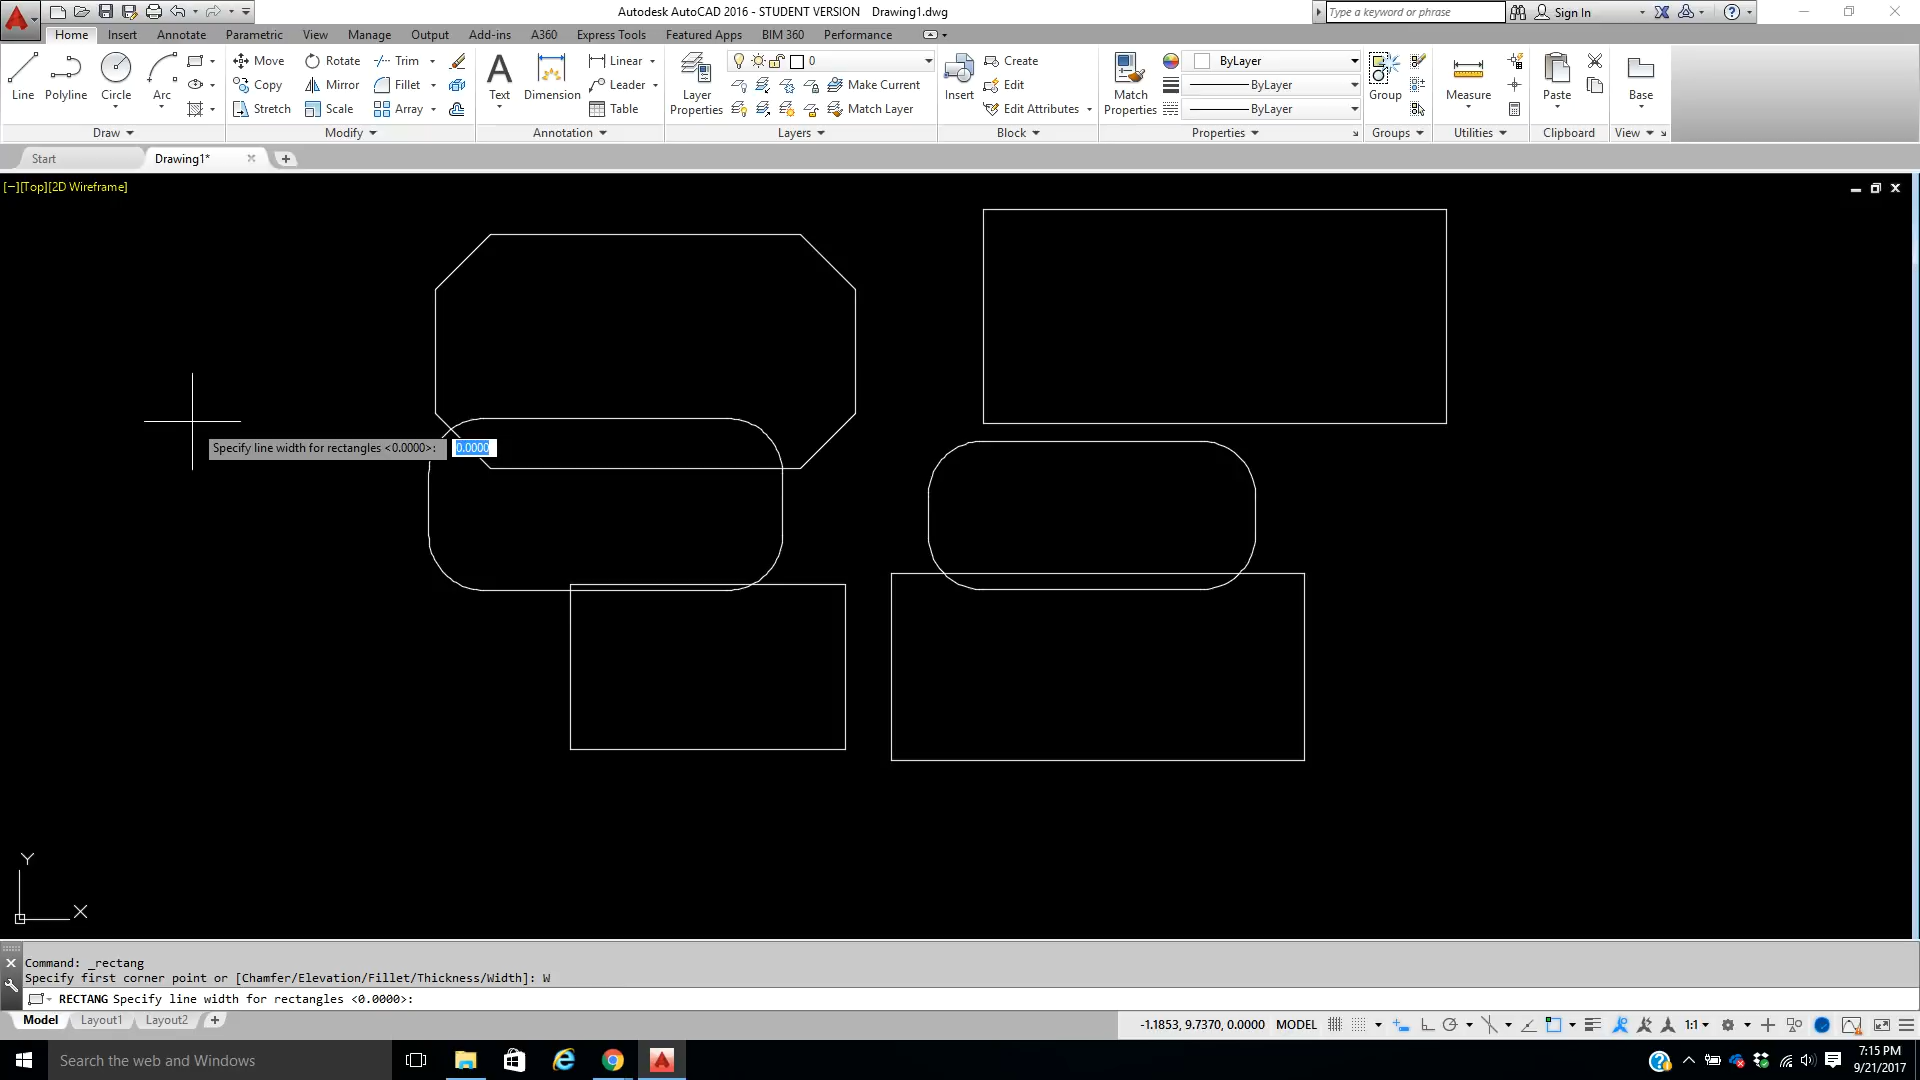 Autodesk AutoCAD 2016 - STUDENT VERSION Drawing1.dwg
Type a keyword or phrase
Sign In
Home Insert Annotate Parametric View Manage Output Add-ins A360 Express Tools Featured Apps BIM 360 Performance
Line
Polyline
Circle
Arc
Draw
Move
Rotate
Trim
Copy
Mirror
Fillet
Stretch
Scale
Array
Modify
A
Text
Dimension
Linear
Leader
Table
Annotation
Layer
Properties
0
Make Current
Match Layer
Layers
Insert
Create
Edit
Edit Attributes
Block
Match
Properties
ByLayer
ByLayer
ByLayer
Properties
Group
Groups
Measure
Utilities
Paste
Clipboard
Base
View
Start
Drawing1*
[−][Top][2D Wireframe]
Specify line width for rectangles <0.0000>: 0.0000
Y
X
Command: _rectang
Specify first corner point or [Chamfer/Elevation/Fillet/Thickness/Width]: W
RECTANG Specify line width for rectangles <0.0000>:
Model Layout1 Layout2
-1.1853, 9.7370, 0.0000 MODEL 1:1
Search the web and Windows
7:15 PM
9/21/2017